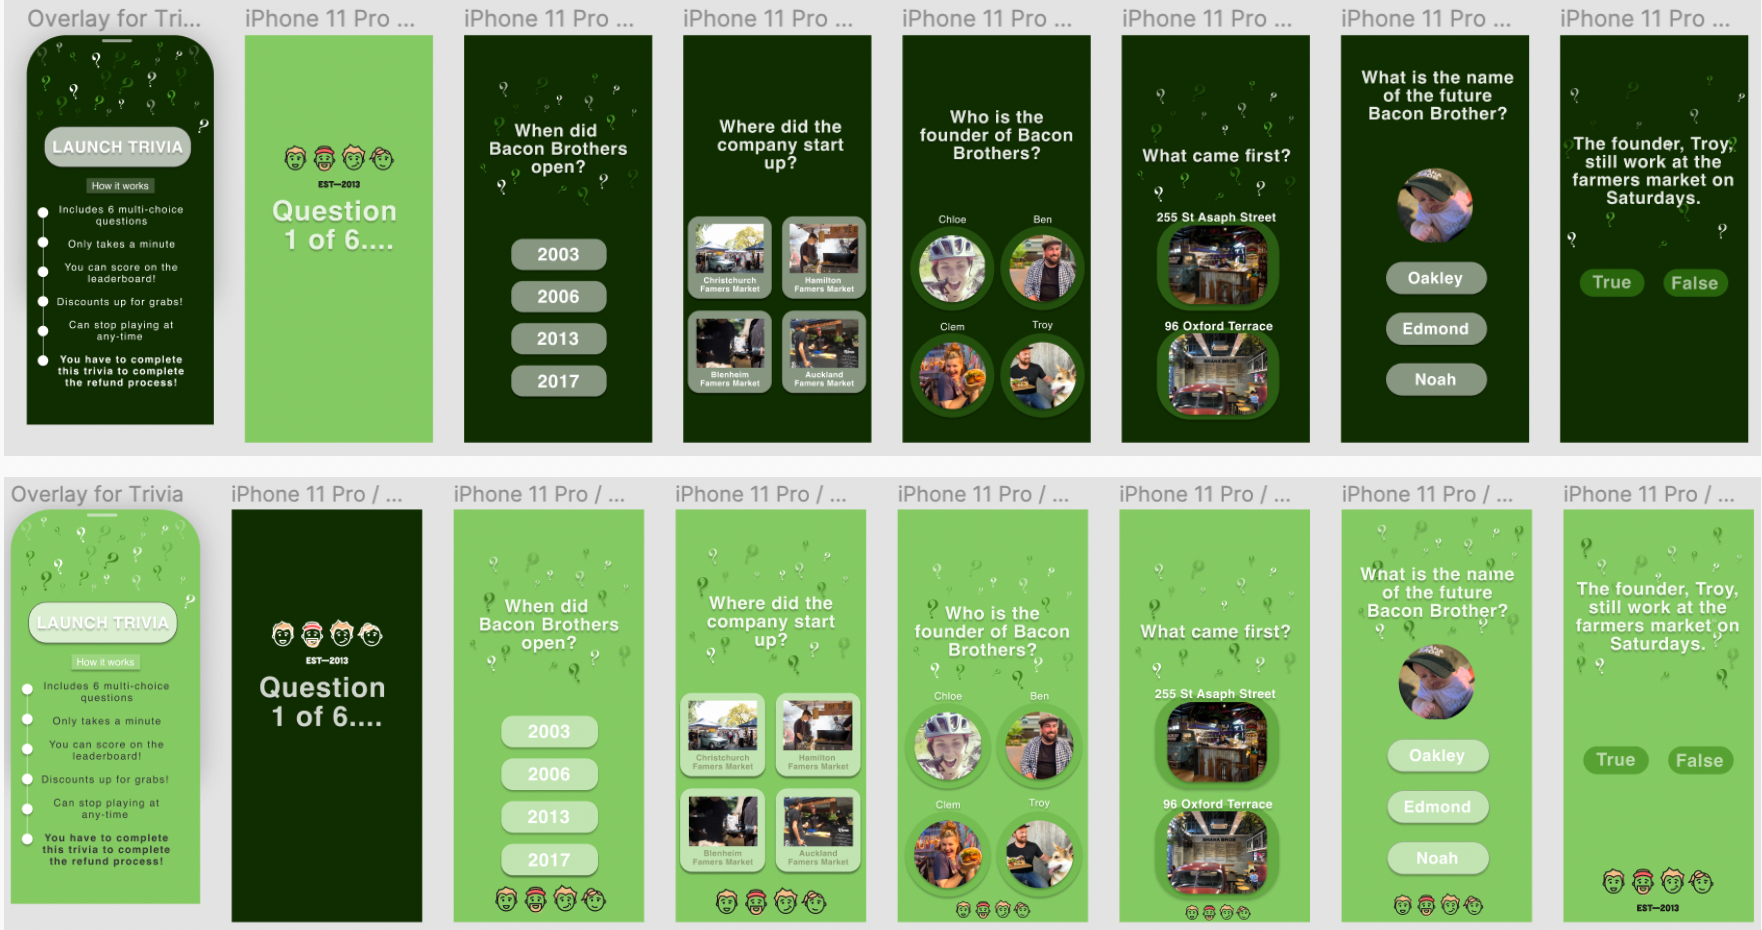 Overlay for Tri...
iPhone 11 Pro ...
iPhone 11 Pro ...
iPhone 11 Pro ...
iPhone 11 Pro ...
iPhone 11 Pro ...
iPhone 11 Pro ...
iPhone 11 Pro ...
LAUNCH TRIVIA
How it works
Includes 6 multi-choice
questions
Only takes a minute
You can score on the
leaderboard!
Discounts up for grabs!
Can stop playing at
any-time
You have to complete
this trivia to complete
the refund process!
EST—2013
Question
1 of 6....
When did
Bacon Brothers
open?
2003
2006
2013
2017
Where did the
company start
up?
Christchurch
Famers Market
Hamilton
Famers Market
Blenheim
Famers Market
Auckland
Famers Market
Who is the
founder of Bacon
Brothers?
Chloe
Ben
Clem
Troy
What came first?
255 St Asaph Street
96 Oxford Terrace
What is the name
of the future
Bacon Brother?
Oakley
Edmond
Noah
The founder, Troy,
still work at the
farmers market on
Saturdays.
True
False
Overlay for Trivia
iPhone 11 Pro / ...
iPhone 11 Pro / ...
iPhone 11 Pro / ...
iPhone 11 Pro / ...
iPhone 11 Pro / ...
iPhone 11 Pro / ...
iPhone 11 Pro / ...
LAUNCH TRIVIA
How it works
Includes 6 multi-choice
questions
Only takes a minute
You can score on the
leaderboard!
Discounts up for grabs!
Can stop playing at
any-time
You have to complete
this trivia to complete
the refund process!
EST—2013
Question
1 of 6....
When did
Bacon Brothers
open?
2003
2006
2013
2017
Where did the
company start
up?
Christchurch
Famers Market
Hamilton
Famers Market
Blenheim
Famers Market
Auckland
Famers Market
Who is the
founder of Bacon
Brothers?
Chloe
Ben
Clem
Troy
What came first?
255 St Asaph Street
96 Oxford Terrace
What is the name
of the future
Bacon Brother?
Oakley
Edmond
Noah
The founder, Troy,
still work at the
farmers market on
Saturdays.
True
False
EST—2013